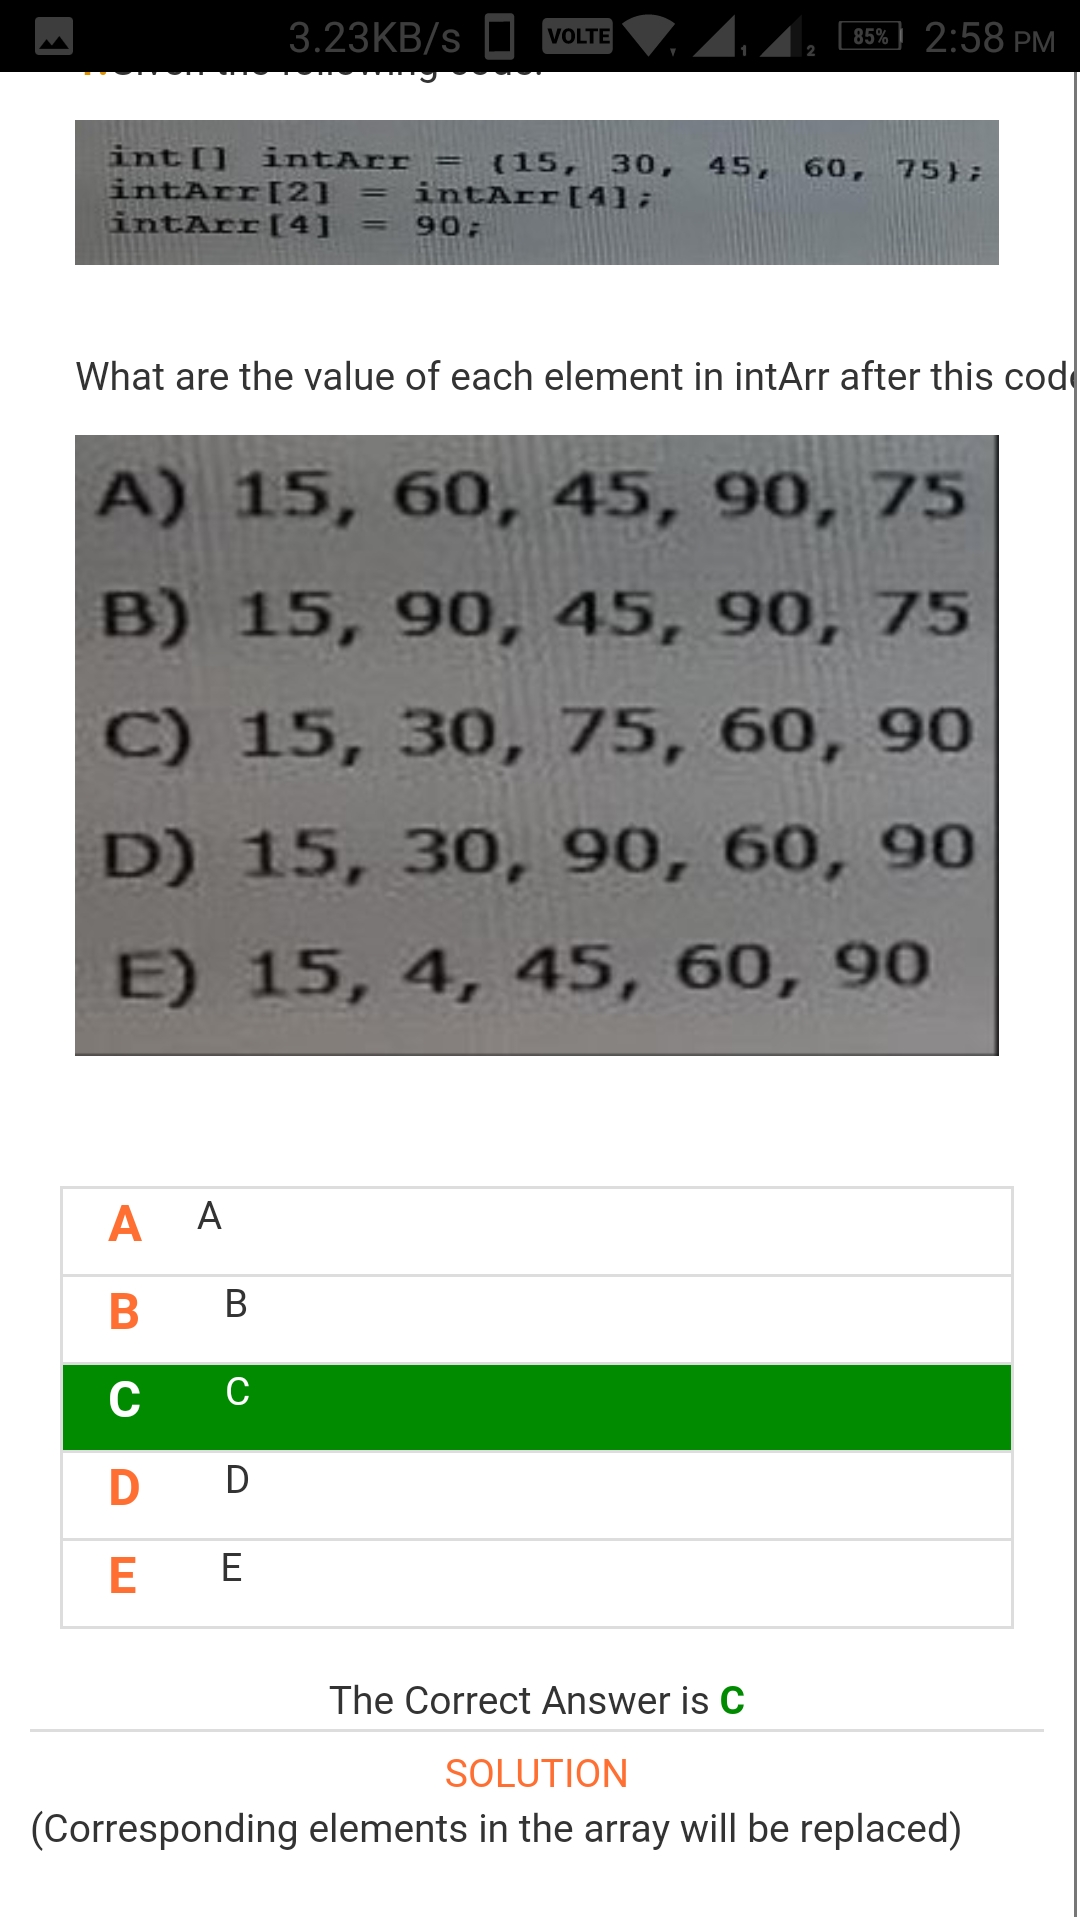 3.23KB/s VOLTE 1 2 85% 2:58 PM
int[] intArr = {15, 30, 45, 60, 75};
intArr[2] = intArr[4];
intArr[4] = 90;
What are the value of each element in intArr after this code
A) 15, 60, 45, 90, 75
B) 15, 90, 45, 90, 75
C) 15, 30, 75, 60, 90
D) 15, 30, 90, 60, 90
E) 15, 4, 45, 60, 90
A A
B B
C C
D D
E E
The Correct Answer is C
SOLUTION
(Corresponding elements in the array will be replaced)